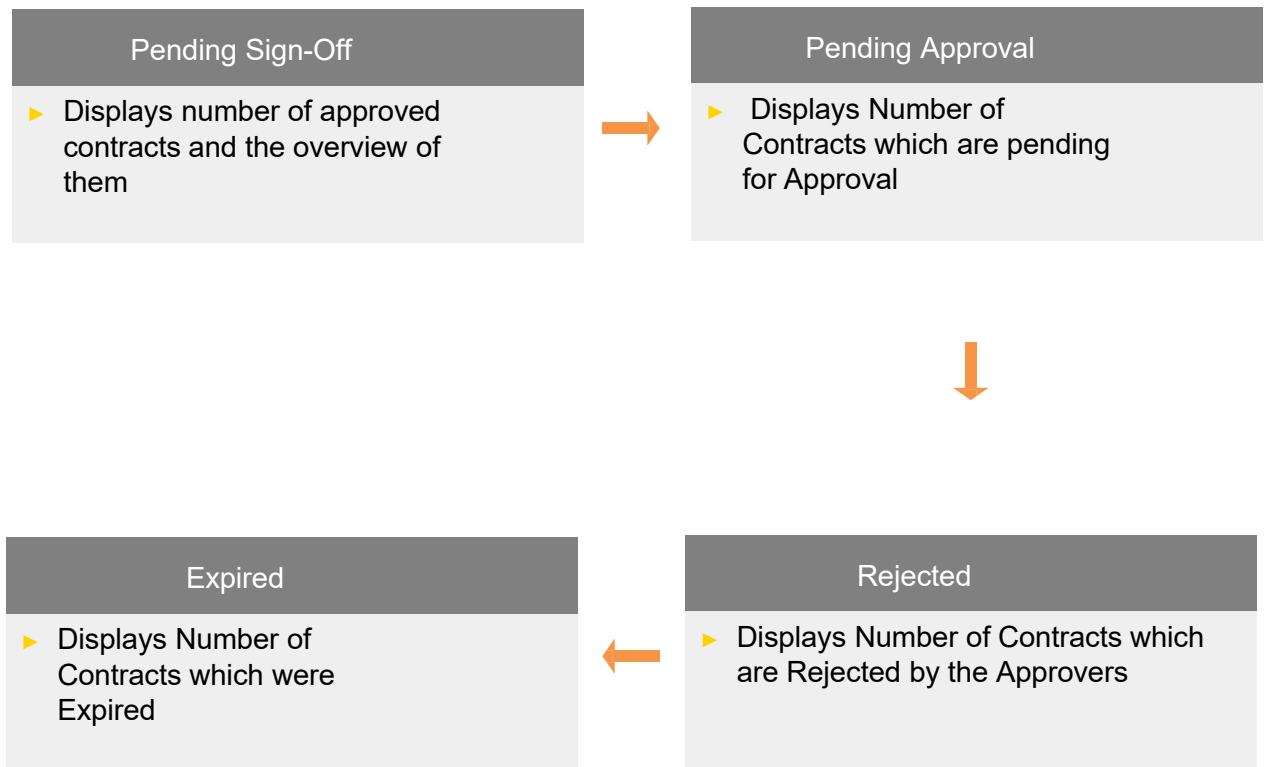 Pending Sign-Off
► Displays number of approved
contracts and the overview of
them
Pending Approval
► Displays Number of
Contracts which are pending
for Approval
Expired
► Displays Number of
Contracts which were
Expired
Rejected
► Displays Number of Contracts which
are Rejected by the Approvers